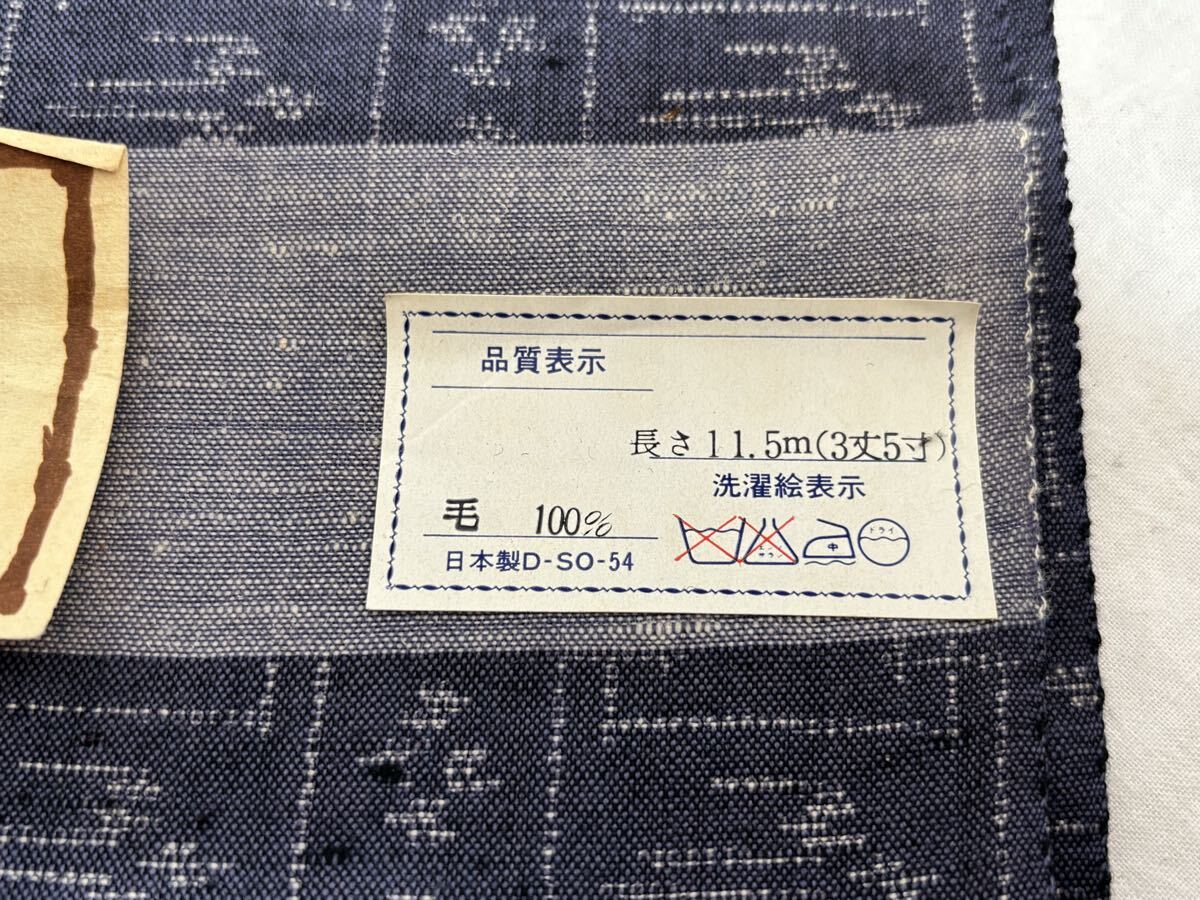 品質表示
長さ11.5m(3丈5寸)
洗濯絵表示
毛 100%
中
ドライ
日本製D-SO-54